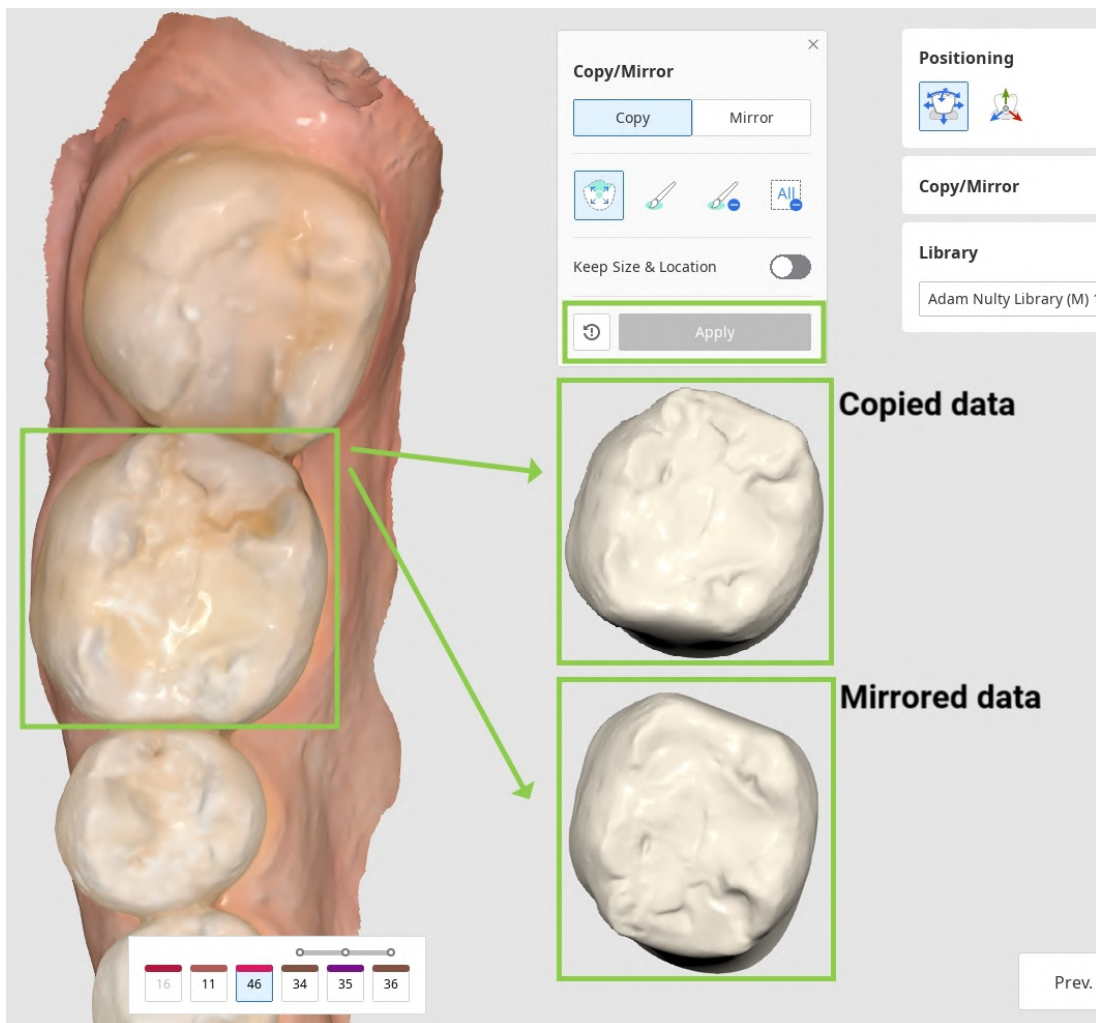 Copy/Mirror
Copy Mirror
All
Keep Size & Location
Apply
Positioning
Copy/Mirror
Library
Adam Nulty Library (M)
Copied data
Mirrored data
16 11 46 34 35 36
Prev.